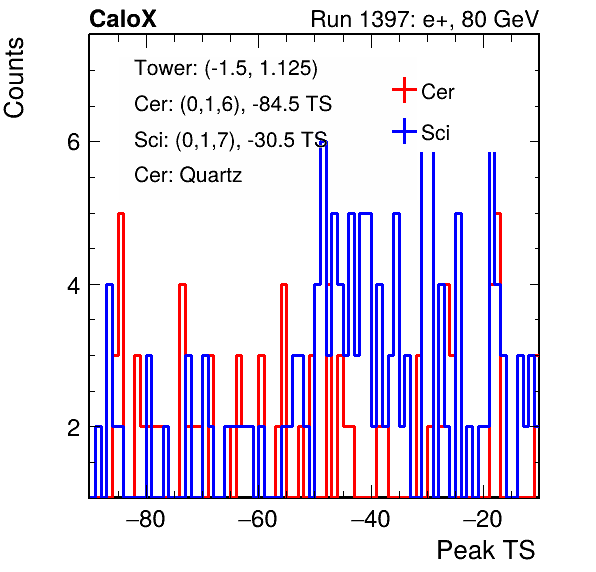 CaloX Run 1397: e+, 80 GeV
Counts
Tower: (-1.5, 1.125)
Cer: (0,1,6), -84.5 TS
Sci: (0,1,7), -30.5 TS
Cer: Quartz
Cer
Sci
6
4
2
−80 −60 −40 −20
Peak TS